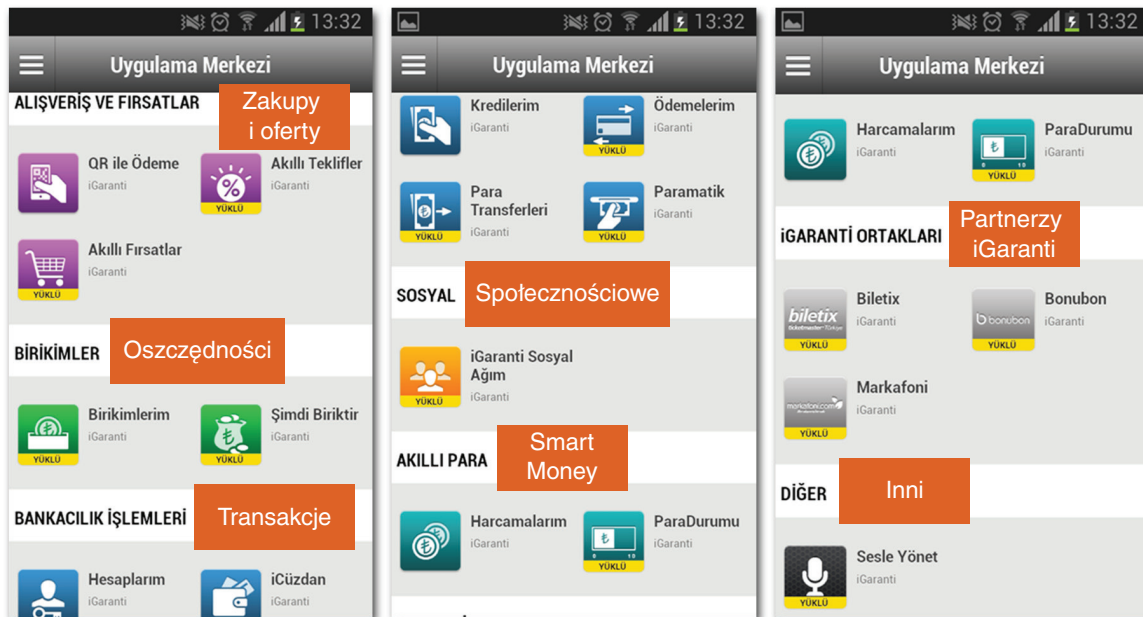 13:32
Uygulama Merkezi
ALIŞVERİŞ VE FIRSATLAR
Zakupy
i oferty
QR ile Ödeme
iGaranti
Akıllı Teklifler
iGaranti
YÜKLÜ
Akıllı Fırsatlar
iGaranti
YÜKLÜ
BİRİKİMLER
Oszczędności
Birikimlerim
iGaranti
YÜKLÜ
Şimdi Biriktir
iGaranti
YÜKLÜ
BANKACILIK İŞLEMLERİ
Transakcje
Hesaplarım
iGaranti
iCüzdan
iGaranti
13:32
Uygulama Merkezi
Kredilerim
iGaranti
Ödemelerim
iGaranti
YÜKLÜ
Para
Transferleri
iGaranti
YÜKLÜ
Paramatik
iGaranti
YÜKLÜ
SOSYAL
Społecznościowe
iGaranti Sosyal
Ağım
iGaranti
YÜKLÜ
AKILLI PARA
Smart
Money
Harcamalarım
iGaranti
ParaDurumu
iGaranti
0 10
YÜKLÜ
13:32
Uygulama Merkezi
Harcamalarım
iGaranti
ParaDurumu
iGaranti
0 10
YÜKLÜ
iGARANTİ ORTAKLARI
Partnerzy
iGaranti
biletix
Biletix
iGaranti
YÜKLÜ
bonubon
Bonubon
iGaranti
YÜKLÜ
markafoni.com
Markafoni
iGaranti
YÜKLÜ
DİĞER
Inni
Sesle Yönet
iGaranti
YÜKLÜ